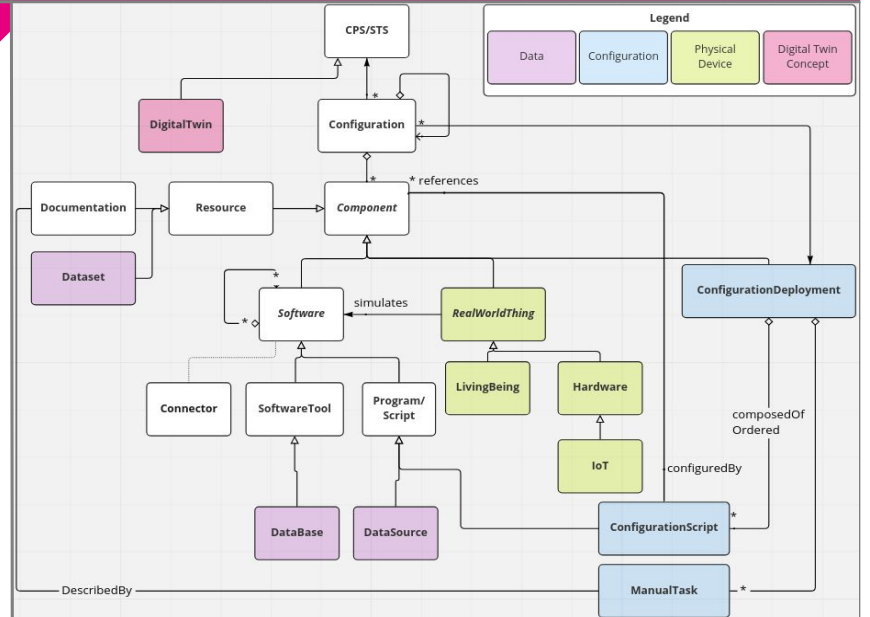 CPS/STS
Legend
Data
Configuration
Physical
Device
Digital Twin
Concept
DigitalTwin
*
Configuration
*
*
* references
Documentation
Resource
Component
Dataset
*
*
Software
simulates
RealWorldThing
ConfigurationDeployment
Connector
SoftwareTool
Program/
Script
LivingBeing
Hardware
composedOf
Ordered
IoT
configuredBy
DataBase
DataSource
ConfigurationScript
*
DescribedBy
ManualTask
*